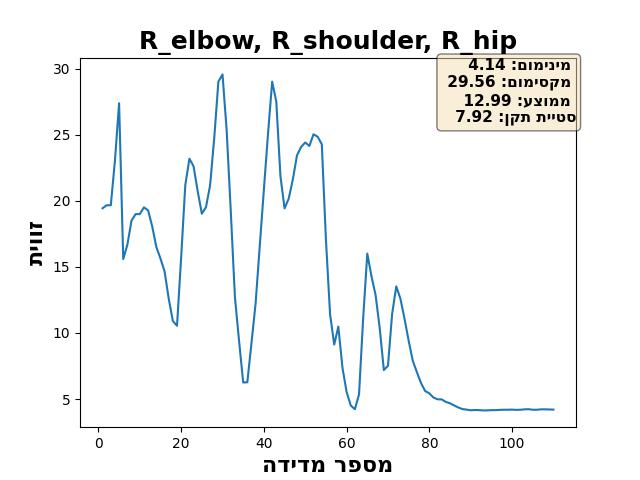 R_elbow, R_shoulder, R_hip
מינימום: 4.14
מקסימום: 29.56
ממוצע: 12.99
סטיית תקן: 7.92
זווית
30
25
20
15
10
5
0 20 40 60 80 100
מספר מדידה